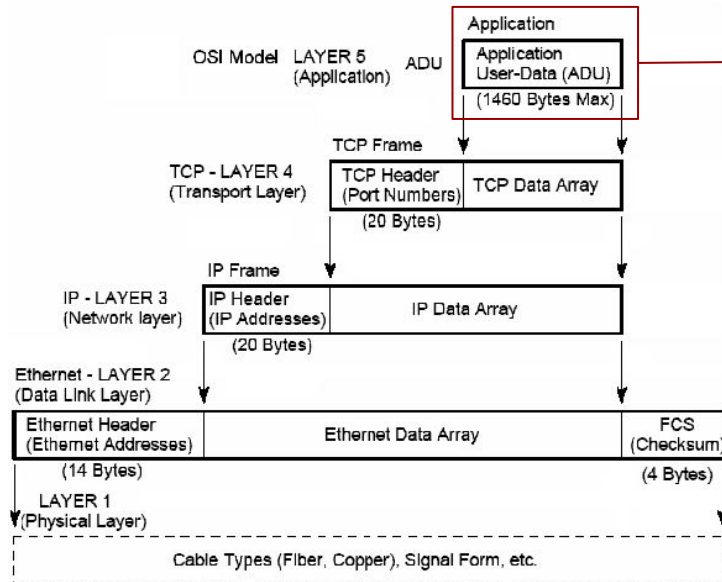 Application
OSI Model LAYER 5 ADU
(Application)
Application
User-Data (ADU)
(1460 Bytes Max)
TCP Frame
TCP - LAYER 4
(Transport Layer)
TCP Header
(Port Numbers)
TCP Data Array
(20 Bytes)
IP Frame
IP - LAYER 3
(Network layer)
IP Header
(IP Addresses)
IP Data Array
(20 Bytes)
Ethernet - LAYER 2
(Data Link Layer)
Ethernet Header
(Ethernet Addresses)
Ethernet Data Array
FCS
(Checksum)
(14 Bytes)
(4 Bytes)
LAYER 1
(Physical Layer)
Cable Types (Fiber, Copper), Signal Form, etc.